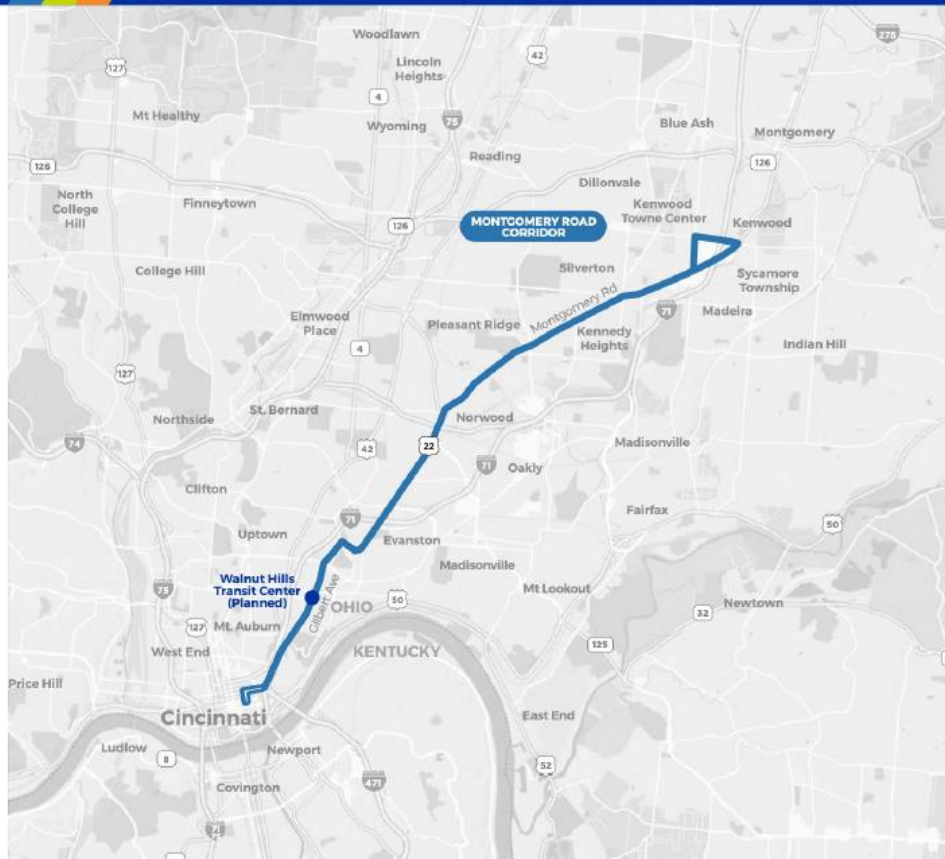 Woodlawn
42
278
127
Lincoln
Heights
4
Mt Healthy
Wyoming
75
Blue Ash
Montgomery
Reading
126
128
Dillonvale
North
College
Hill
Finneytown
Kenwood
Towne Center
MONTGOMERY ROAD
CORRIDOR
126
Kenwood
College Hill
Silverton
Sycamore
Township
Montgomery Rd
71
Madeira
Elmwood
Place
Pleasant Ridge
Kennedy
Heights
Indian Hill
4
127
St. Bernard
Northside
Norwood
74
42
22
Madisonville
71
Oakly
Clifton
Fairfax
71
50
Uptown
Evanston
Madisonville
Walnut Hills
Transit Center
(Planned)
Mt Lookout
75
Gilbert Ave
OHIO
50
Newtown
32
127
Mt. Auburn
125
West End
KENTUCKY
Price Hill
Cincinnati
East End
Ludlow
8
Newport
52
471
Covington